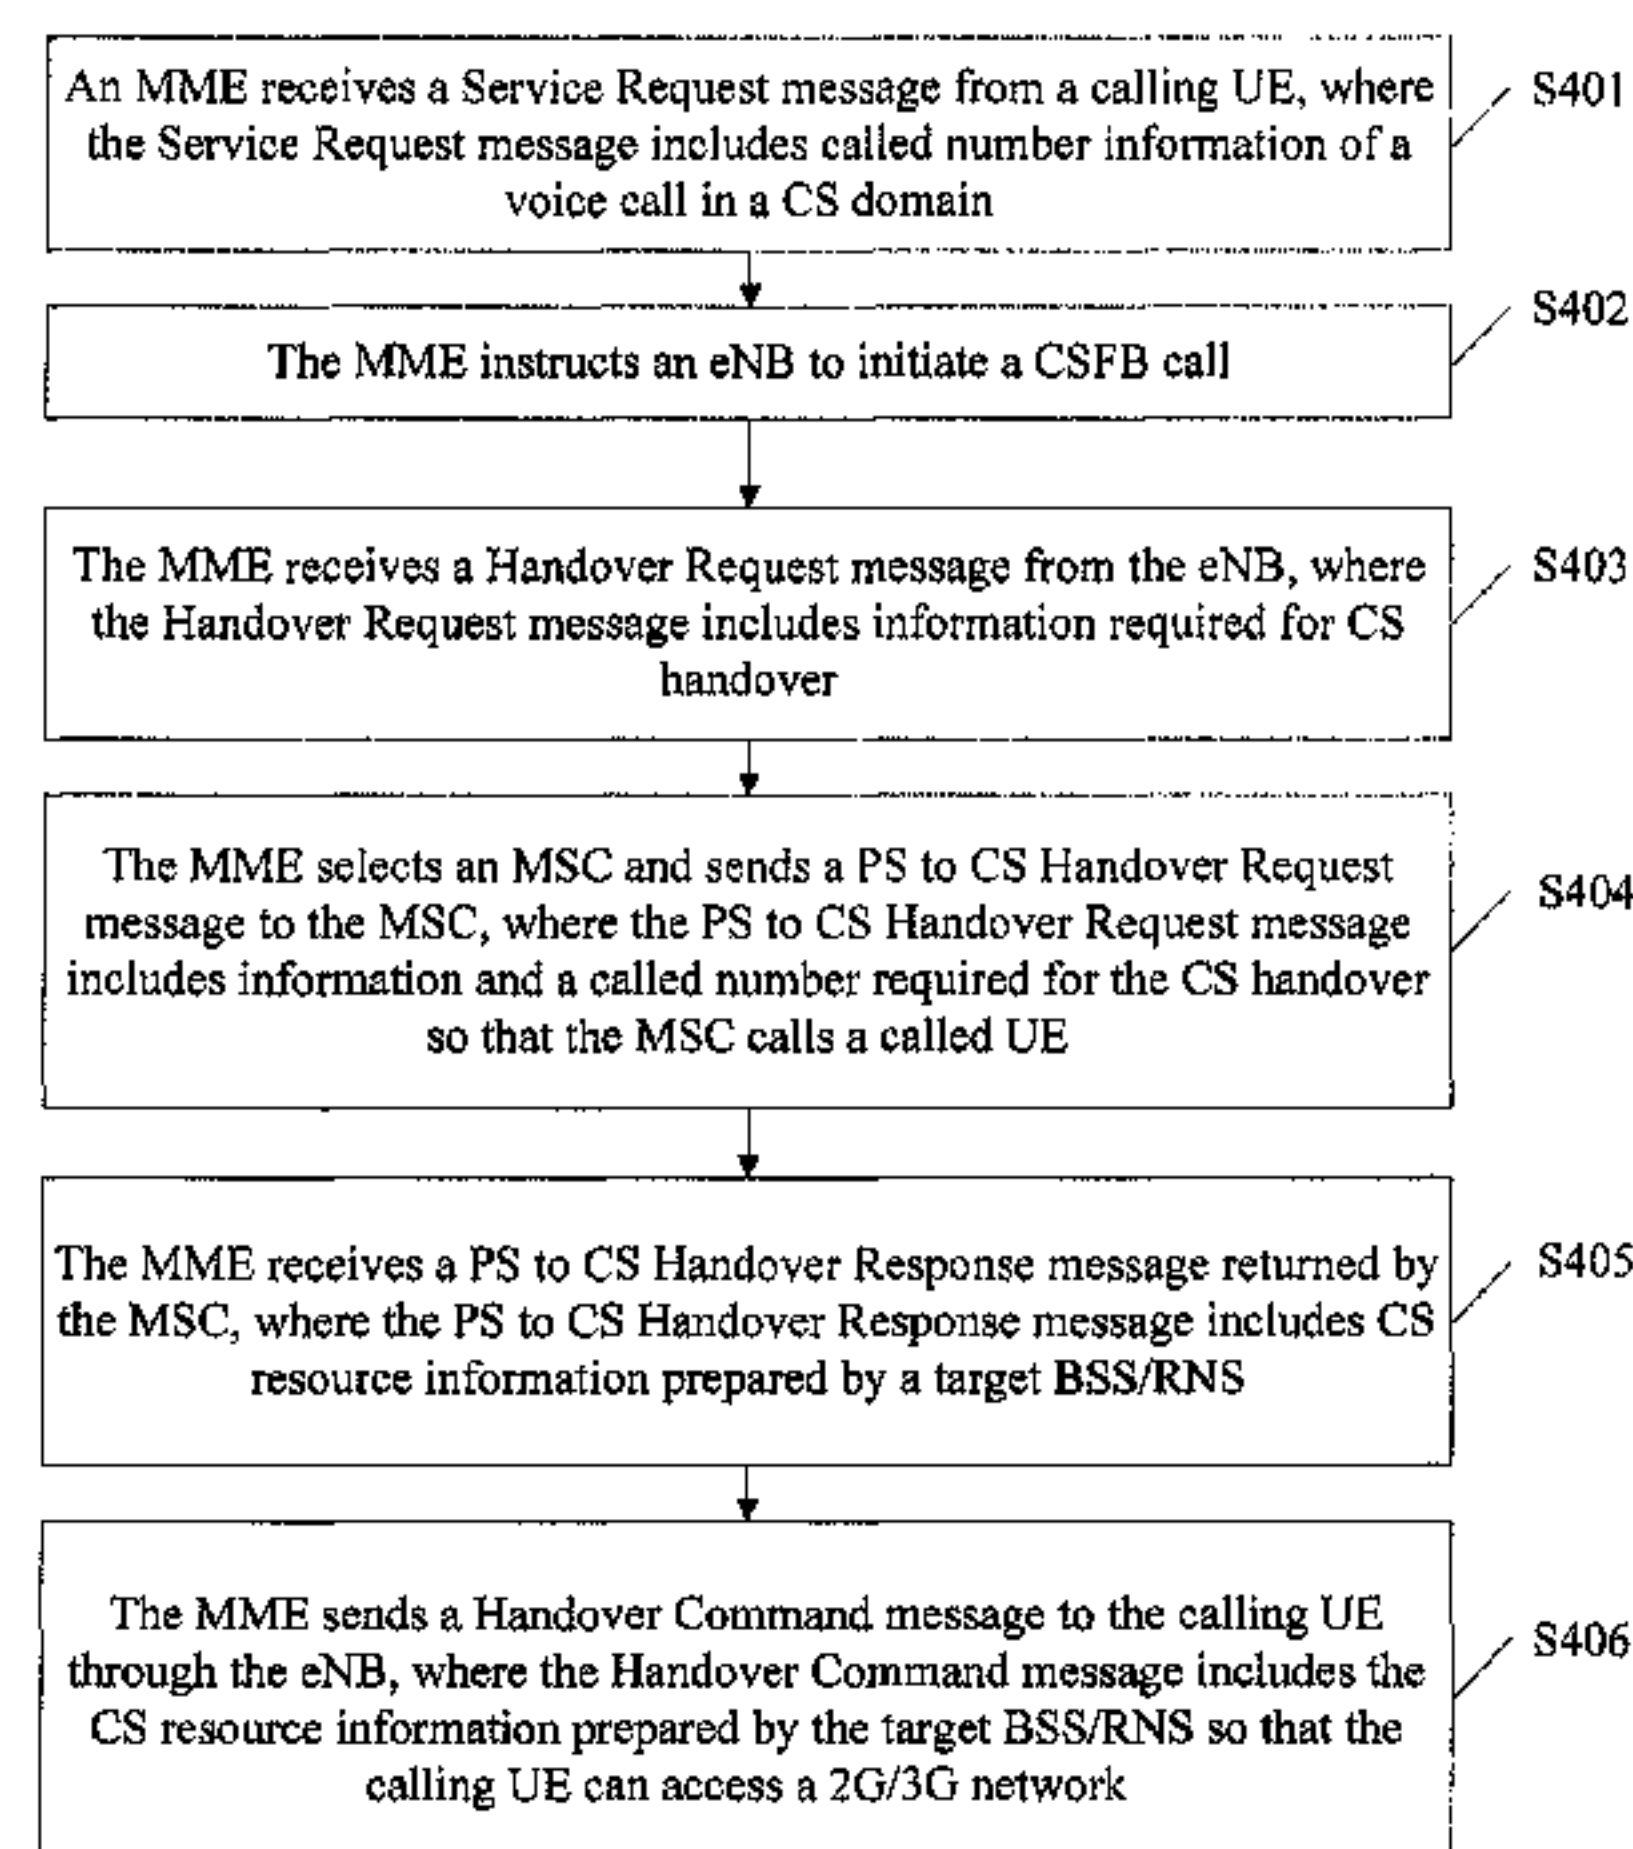 An MME receives a Service Request message from a calling UE, where
the Service Request message includes called number information of a
voice call in a CS domain
S401
The MME instructs an eNB to initiate a CSFB call
S402
The MME receives a Handover Request message from the eNB, where
the Handover Request message includes information required for CS
handover
S403
The MME selects an MSC and sends a PS to CS Handover Request
message to the MSC, where the PS to CS Handover Request message
includes information and a called number required for the CS handover
so that the MSC calls a called UE
S404
The MME receives a PS to CS Handover Response message returned by
the MSC, where the PS to CS Handover Response message includes CS
resource information prepared by a target BSS/RNS
S405
The MME sends a Handover Command message to the calling UE
through the eNB, where the Handover Command message includes the
CS resource information prepared by the target BSS/RNS so that the
calling UE can access a 2G/3G network
S406